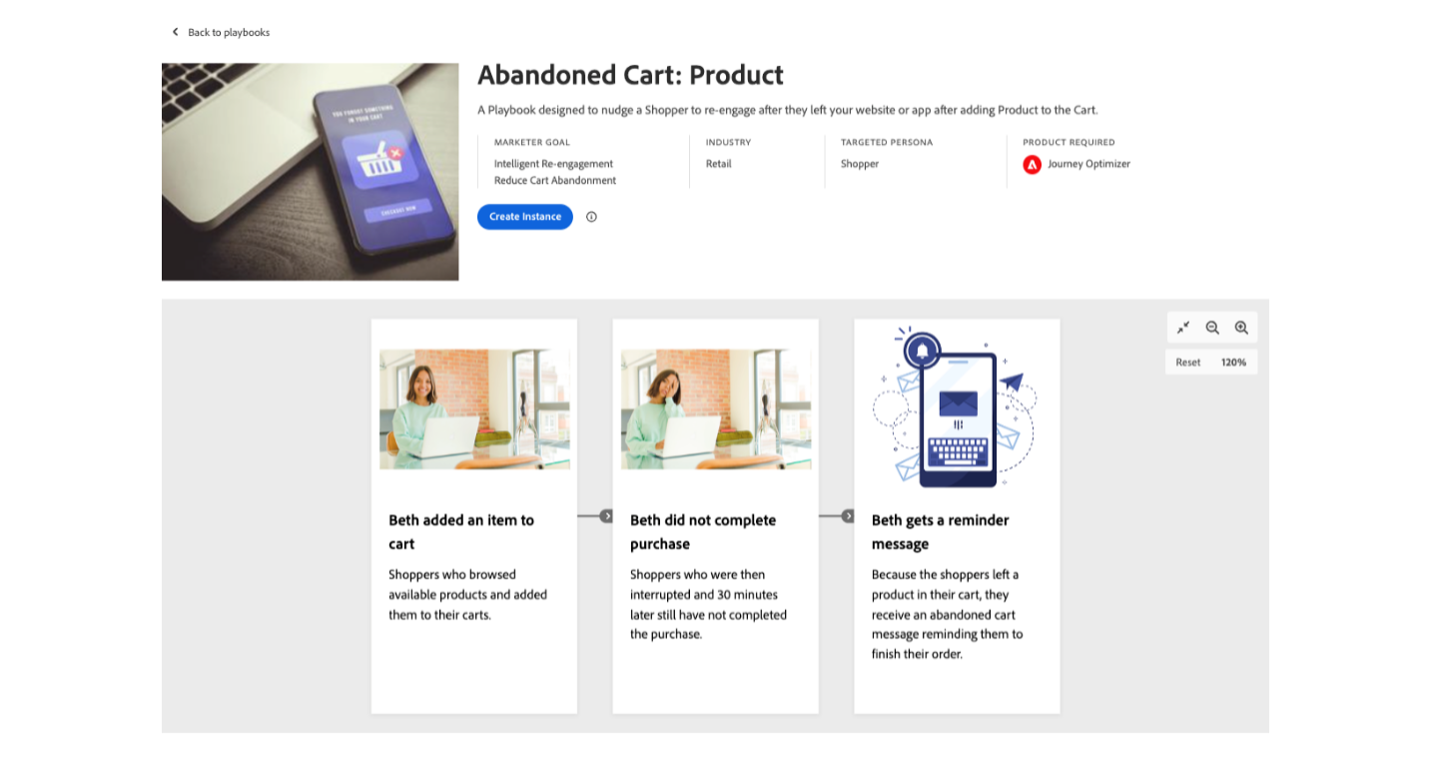 Back to playbooks
YOU FORGOT SOMETHING
IN YOUR CART
CHECKOUT NOW
Abandoned Cart: Product
A Playbook designed to nudge a Shopper to re-engage after they left your website or app after adding Product to the Cart.
MARKETER GOAL
Intelligent Re-engagement
Reduce Cart Abandonment
INDUSTRY
Retail
TARGETED PERSONA
Shopper
PRODUCT REQUIRED
Journey Optimizer
Create Instance
Reset 120%
Beth added an item to
cart
Shoppers who browsed
available products and added
them to their carts.
Beth did not complete
purchase
Shoppers who were then
interrupted and 30 minutes
later still have not completed
the purchase.
Beth gets a reminder
message
Because the shoppers left a
product in their cart, they
receive an abandoned cart
message reminding them to
finish their order.